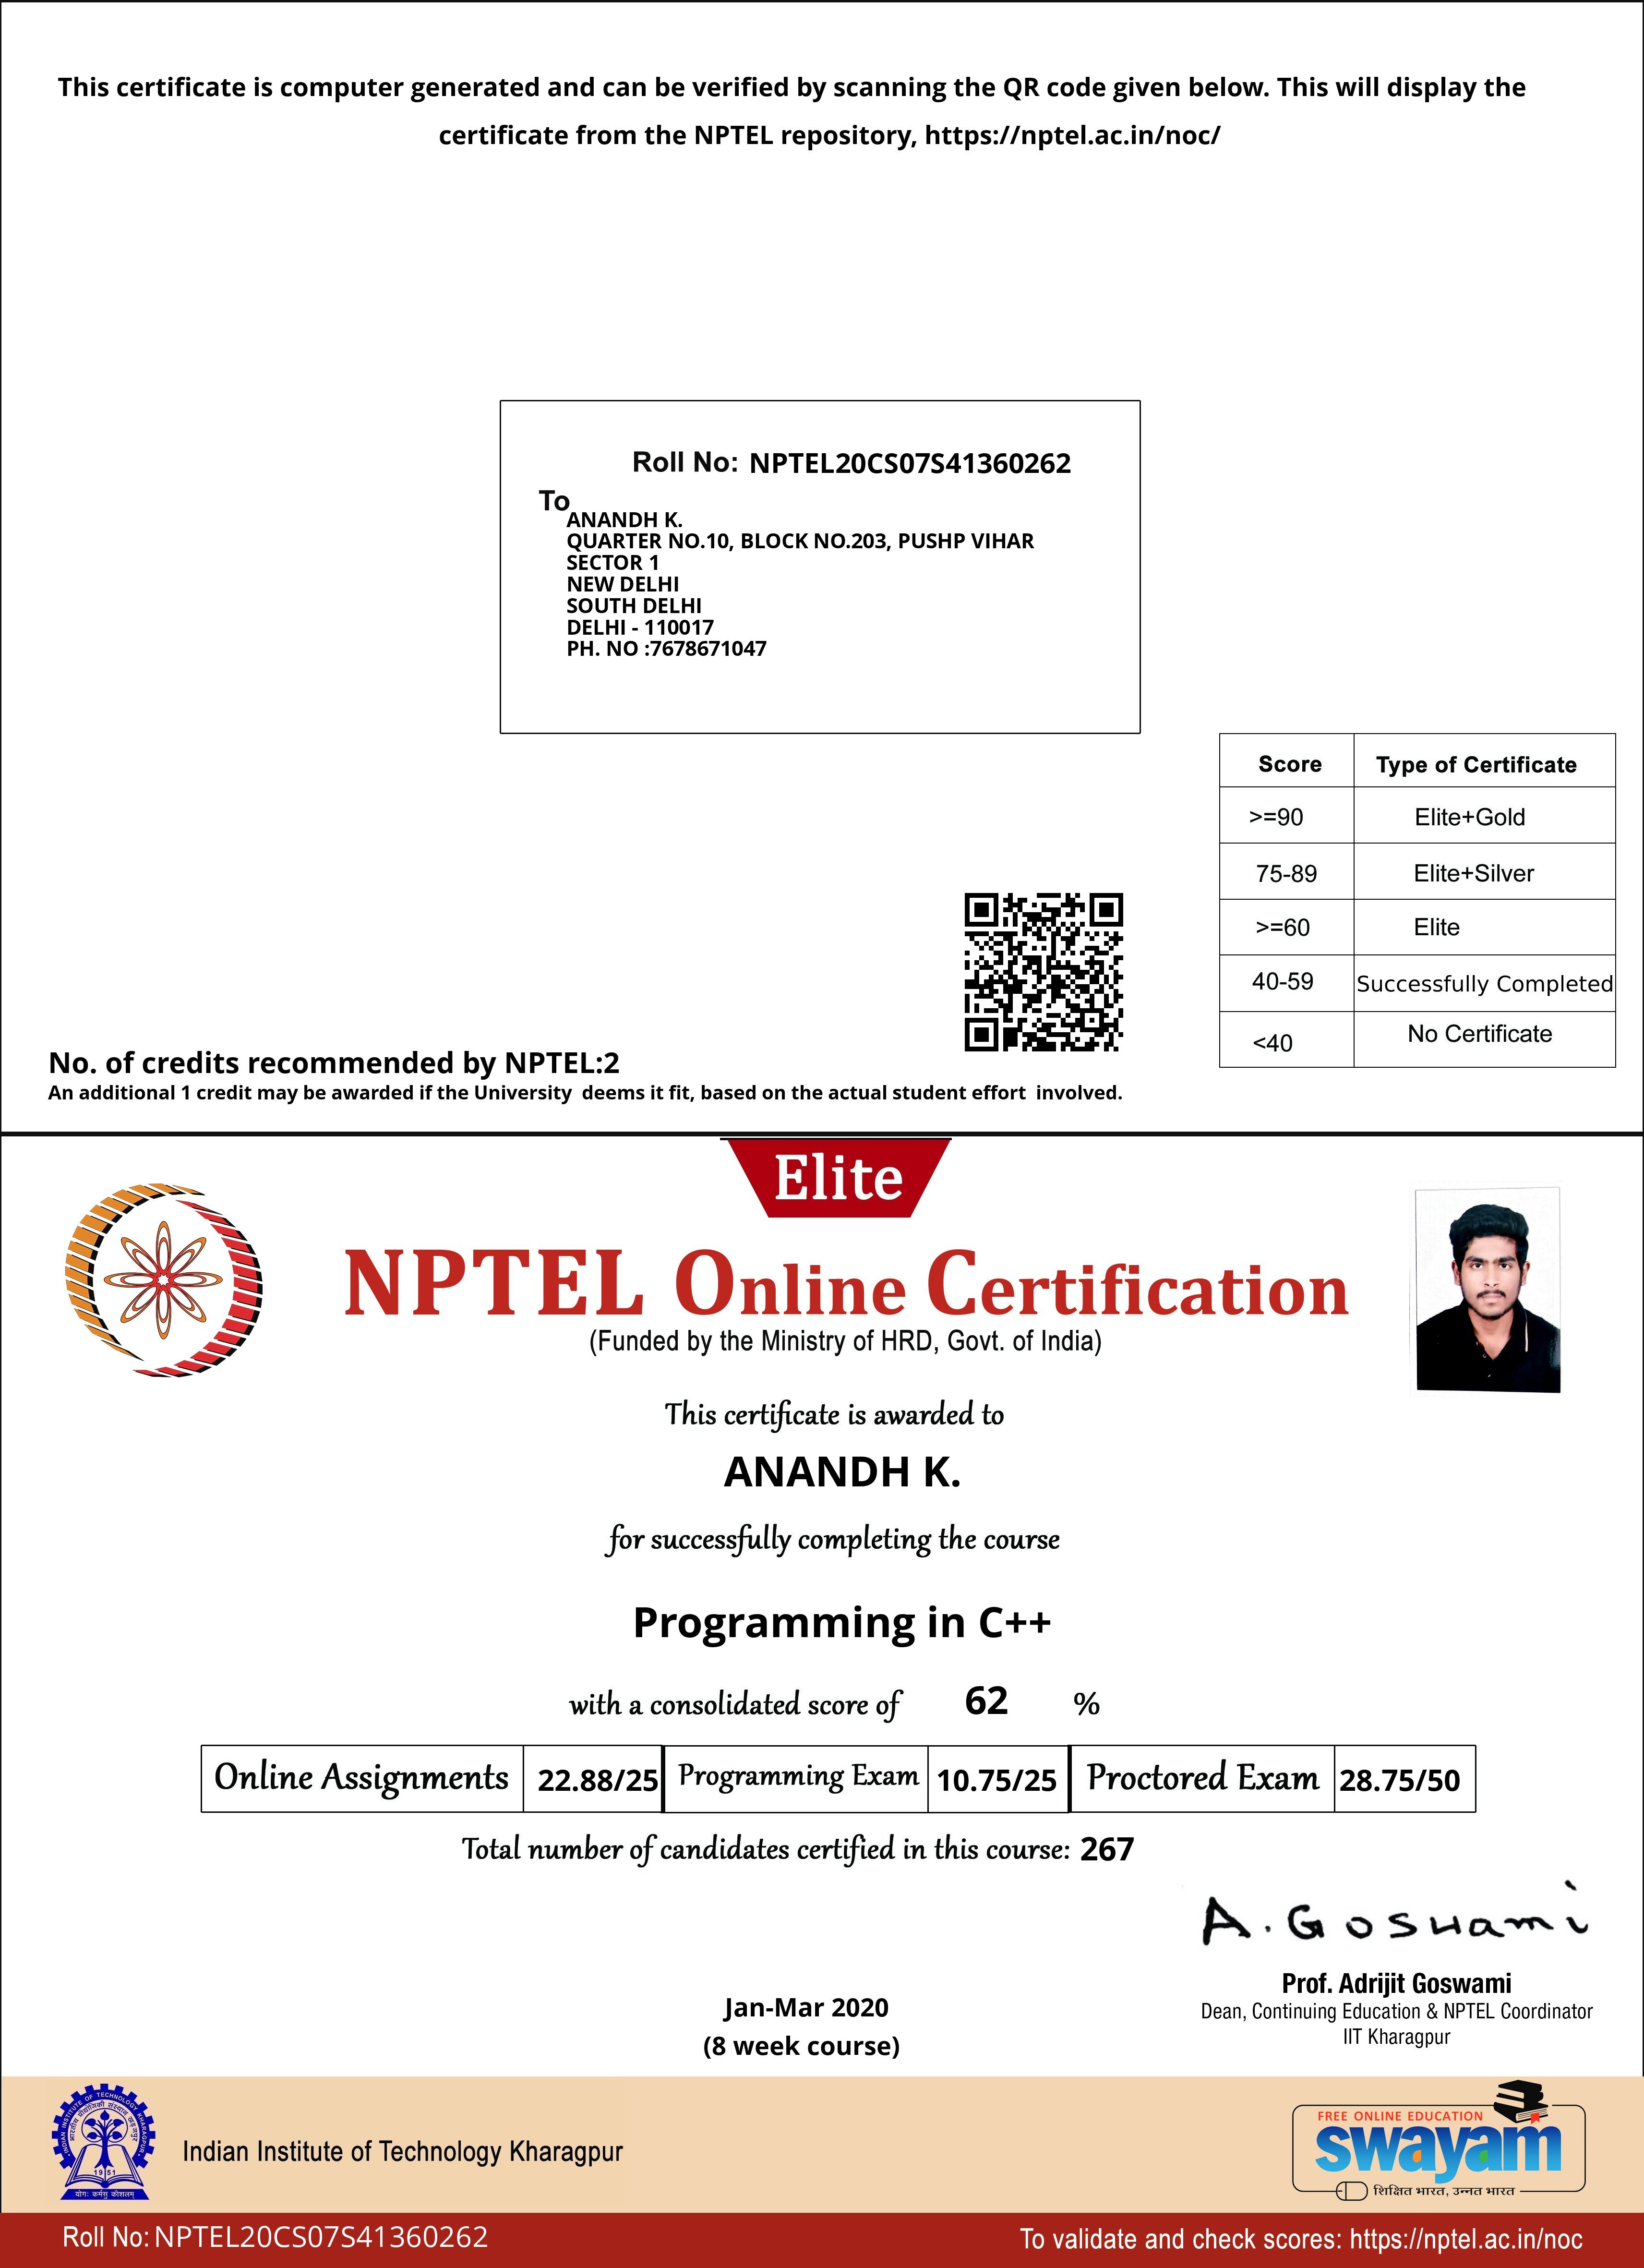 This certificate is computer generated and can be verified by scanning the QR code given below. This will display the
certificate from the NPTEL repository, https://nptel.ac.in/noc/
Roll No: NPTEL20CS07S41360262
To
ANANDH K.
QUARTER NO.10, BLOCK NO.203, PUSHP VIHAR
SECTOR 1
NEW DELHI
SOUTH DELHI
DELHI - 110017
PH. NO :7678671047
Score Type of Certificate
>=90 Elite+Gold
75-89 Elite+Silver
>=60 Elite
40-59 Successfully Completed
<40 No Certificate
No. of credits recommended by NPTEL:2
An additional 1 credit may be awarded if the University deems it fit, based on the actual student effort involved.
Elite
NPTEL Online Certification
(Funded by the Ministry of HRD, Govt. of India)
This certificate is awarded to
ANANDH K.
for successfully completing the course
Programming in C++
with a consolidated score of 62 %
Online Assignments 22.88/25 Programming Exam 10.75/25 Proctored Exam 28.75/50
Total number of candidates certified in this course: 267
A. Goswami
Prof. Adrijit Goswami
Dean, Continuing Education & NPTEL Coordinator
IIT Kharagpur
Jan-Mar 2020
(8 week course)
INDIAN INSTITUTE OF TECHNOLOGY KHARAGPUR
1951
योगः कर्मसु कौशलम्
Indian Institute of Technology Kharagpur
FREE ONLINE EDUCATION
swayam
शिक्षित भारत, उन्नत भारत
Roll No: NPTEL20CS07S41360262
To validate and check scores: https://nptel.ac.in/noc